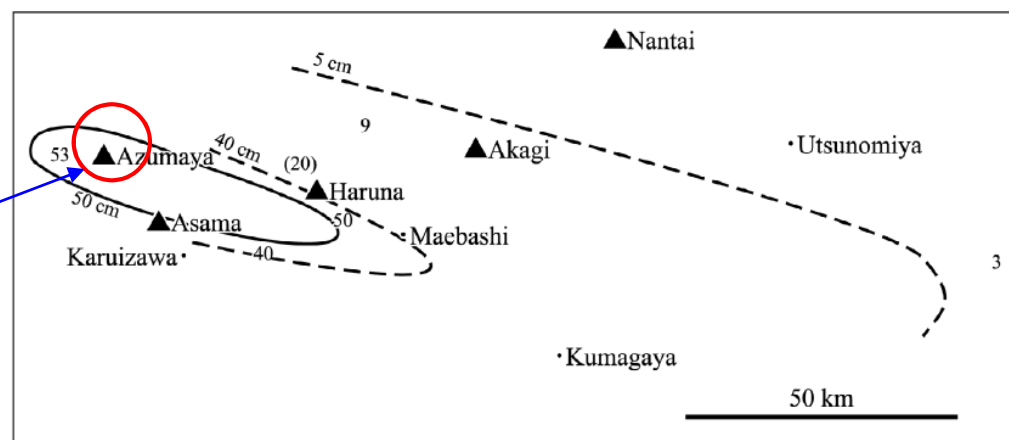 Nantai
5 cm
9
Akagi
Utsunomiya
53
Azumaya
40 cm
(20)
Haruna
50 cm
Asama
50
Maebashi
Karuizawa
40
3
Kumagaya
50 km